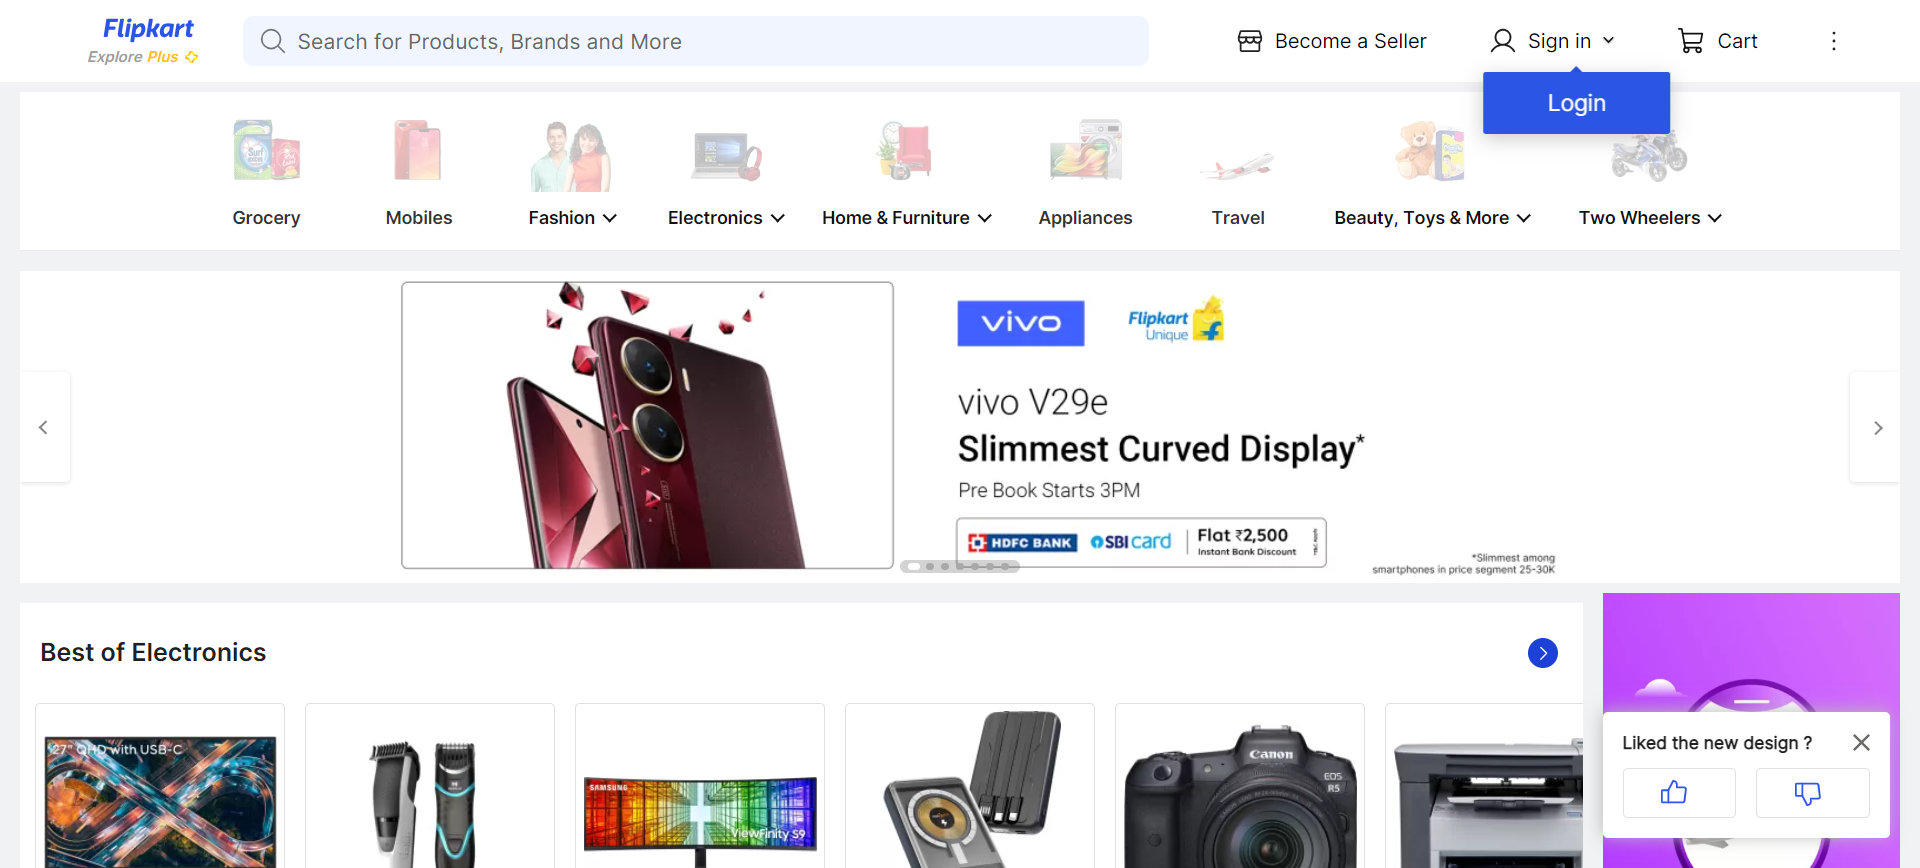 Flipkart
Explore Plus
Search for Products, Brands and More
Become a Seller
Sign in
Cart
Login
Grocery
Mobiles
Fashion
Electronics
Home & Furniture
Appliances
Travel
Beauty, Toys & More
Two Wheelers
vivo
Flipkart
Unique
vivo V29e
Slimmest Curved Display*
Pre Book Starts 3PM
HDFC BANK
SBI card
Flat ₹2,500
Instant Bank Discount
*Slimmest among
smartphones in price segment 25-30K
Best of Electronics
27" QHD with USB-C
SAMSUNG
ViewFinity S9
Canon
EOS
R5
Liked the new design ?